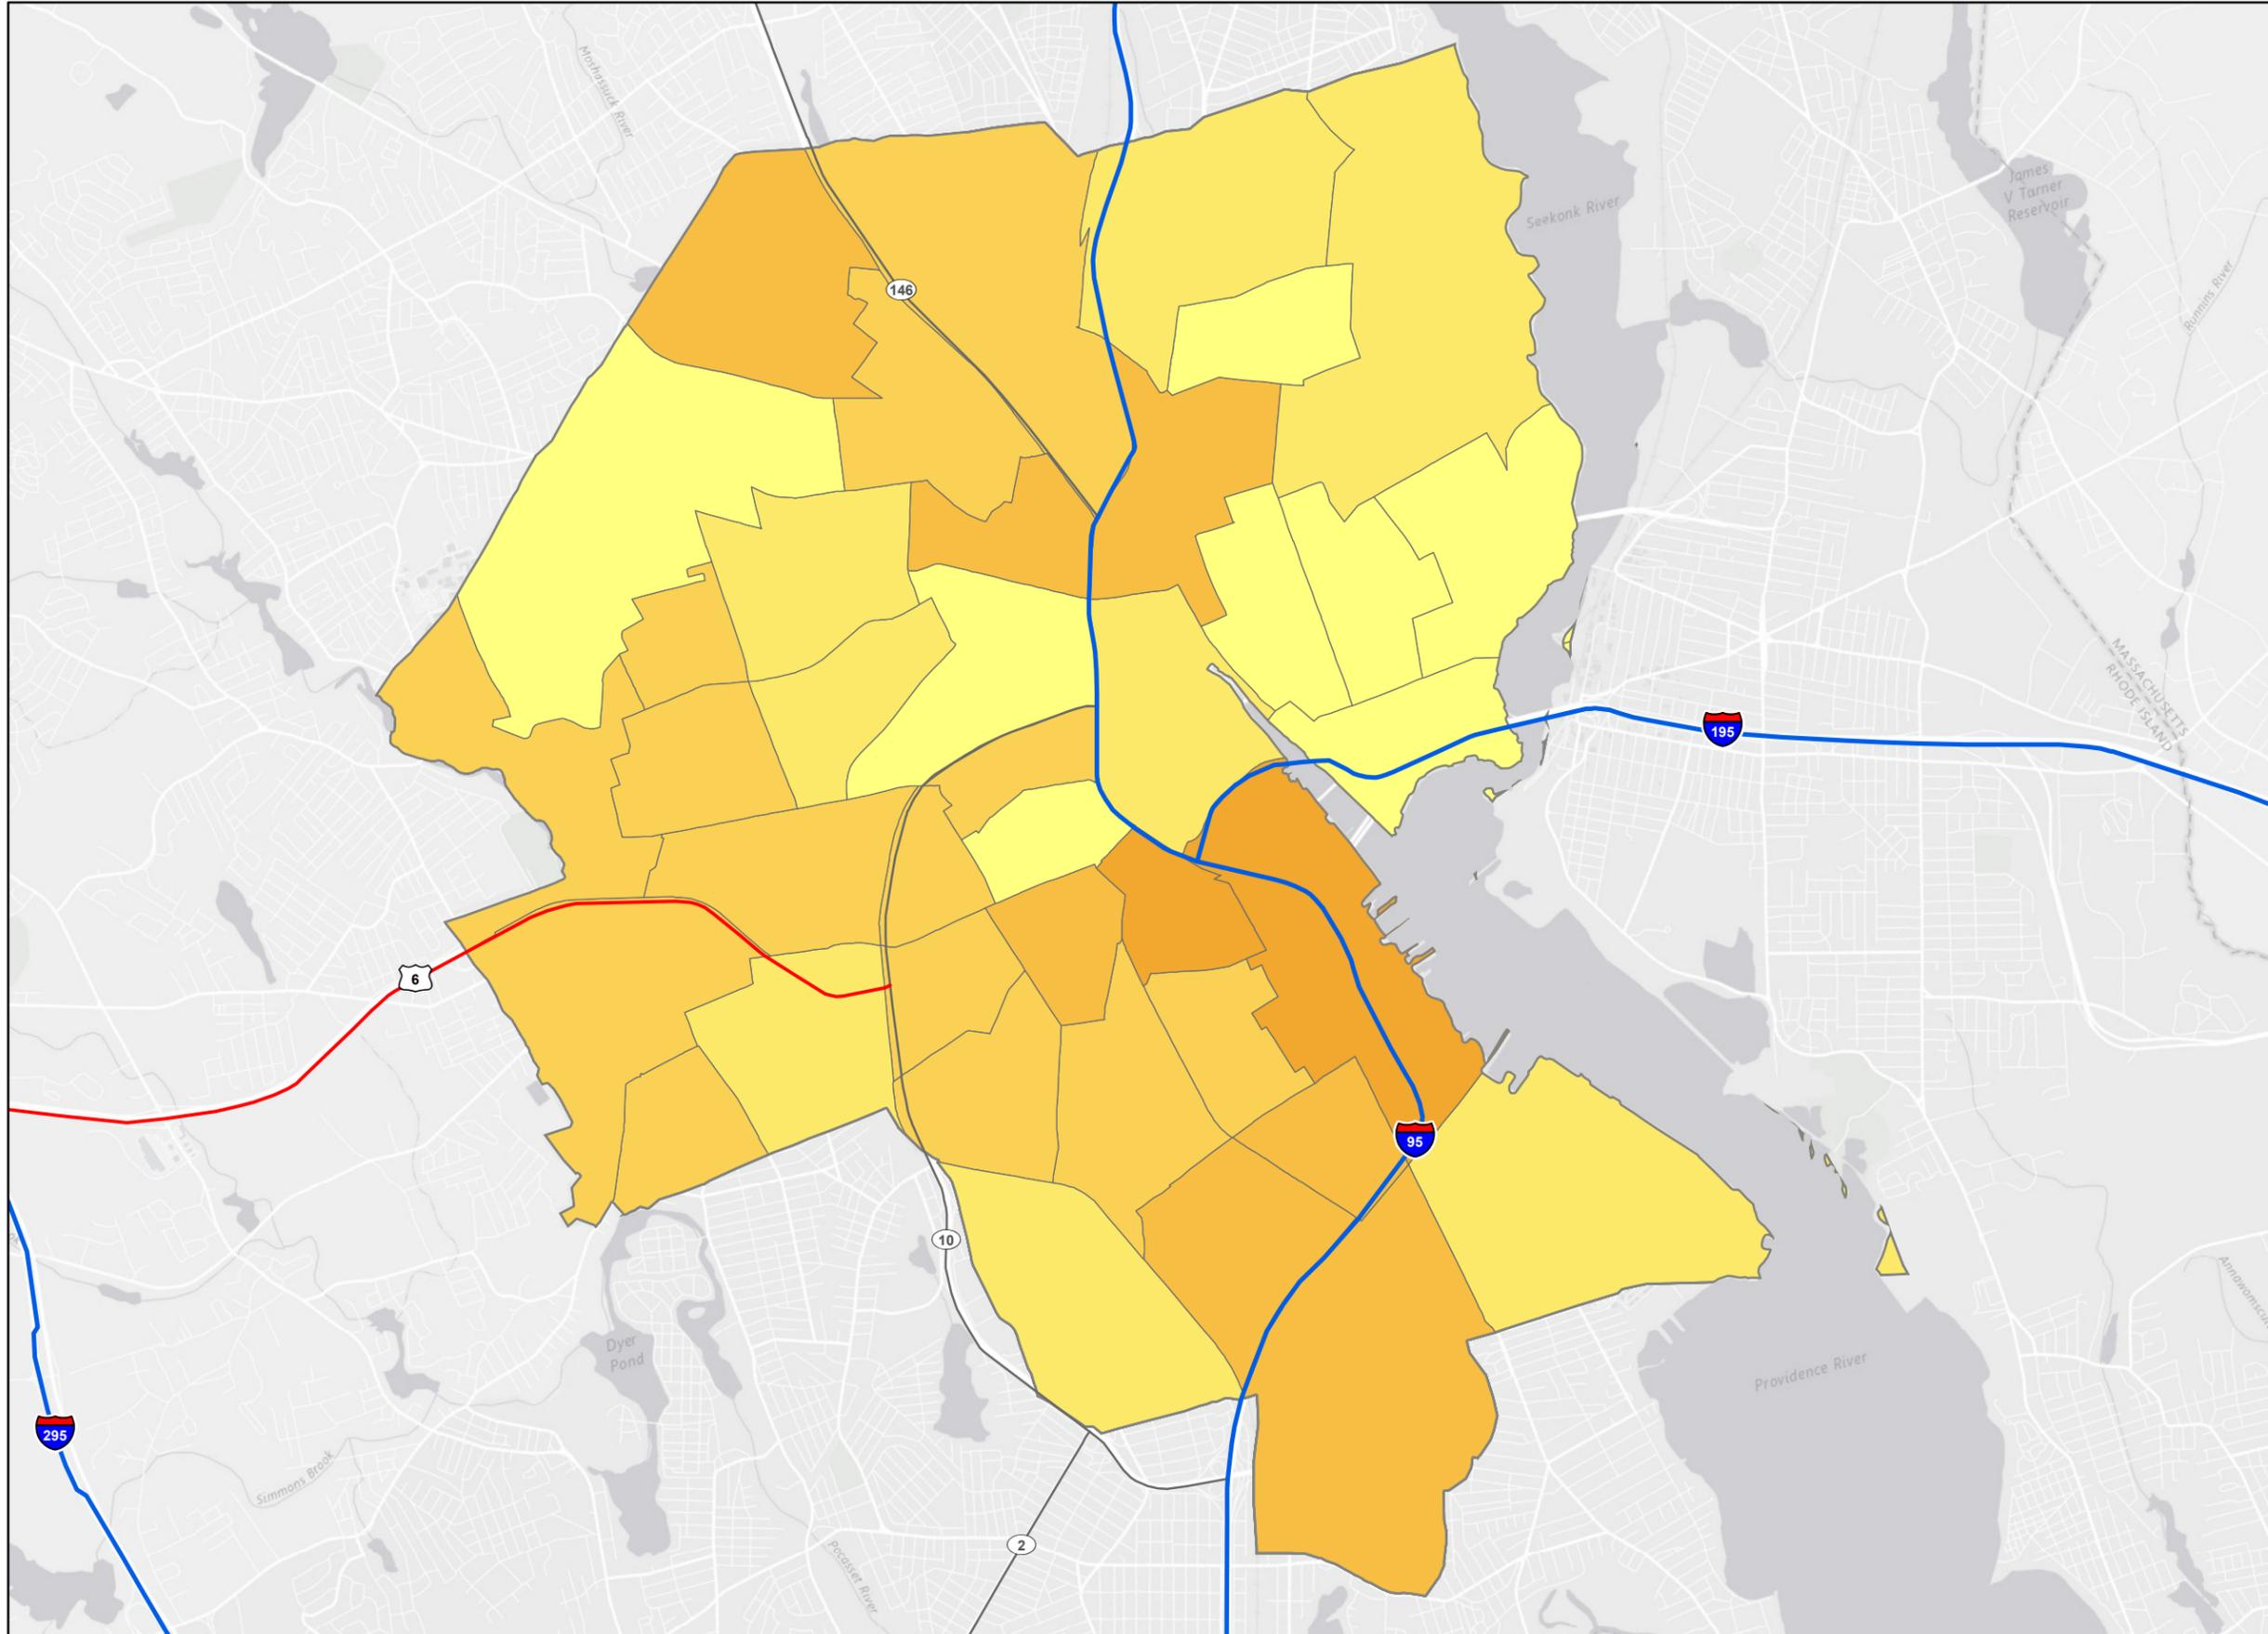 Moshassuck River
James
V Tarner
Reservoir
Seekonk River
Runnins River
146
MASSACHUSETTS
RHODE ISLAND
195
6
95
10
Dyer
Pond
Providence River
295
Simmons Brook
2
Pocasset River